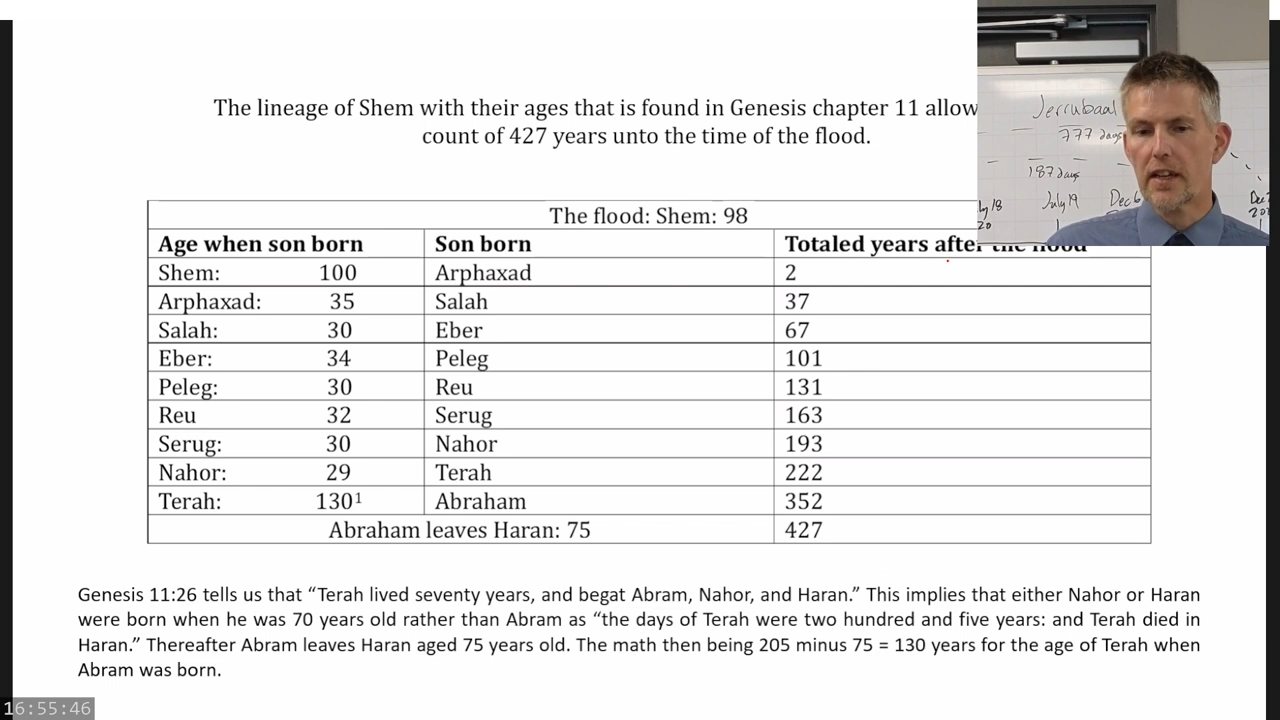 The lineage of Shem with their ages that is found in Genesis chapter 11 allow
count of 427 years unto the time of the flood.
The flood: Shem: 98
Age when son born Son born Totaled years after the flood
Shem: 100 Arphaxad 2
Arphaxad: 35 Salah 37
Salah: 30 Eber 67
Eber: 34 Peleg 101
Peleg: 30 Reu 131
Reu 32 Serug 163
Serug: 30 Nahor 193
Nahor: 29 Terah 222
Terah: 130¹ Abraham 352
Abraham leaves Haran: 75 427
Genesis 11:26 tells us that “Terah lived seventy years, and begat Abram, Nahor, and Haran.” This implies that either Nahor or Haran
were born when he was 70 years old rather than Abram as “the days of Terah were two hundred and five years: and Terah died in
Haran.” Thereafter Abram leaves Haran aged 75 years old. The math then being 205 minus 75 = 130 years for the age of Terah when
Abram was born.
Jerrubaal
777 days
187 days
July 19
16:55:46